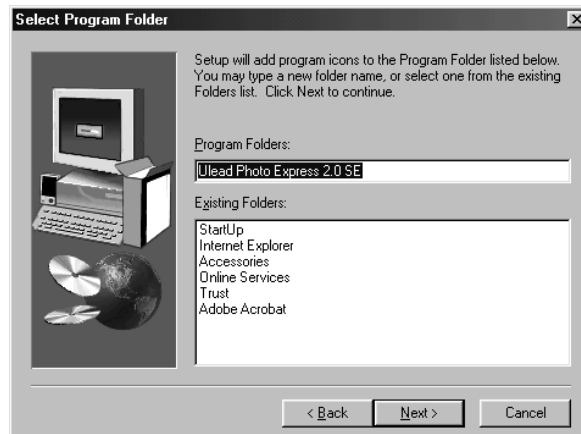 Select Program Folder
Setup will add program icons to the Program Folder listed below.
You may type a new folder name, or select one from the existing
Folders list. Click Next to continue.
Program Folders:
Ulead Photo Express 2.0 SE
Existing Folders:
StartUp
Internet Explorer
Accessories
Online Services
Trust
Adobe Acrobat
< Back
Next >
Cancel